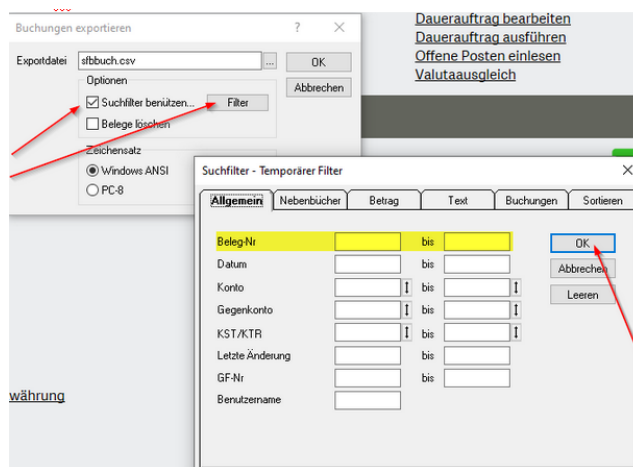 Buchungen exportieren
? ×
Exportdatei sfbbuch.csv ... OK
Abbrechen
Optionen
Suchfilter benützen... Filter
Belege löschen
Zeichensatz
Windows ANSI
PC-8
Dauerauftrag bearbeiten
Dauerauftrag ausführen
Offene Posten einlesen
Valutaausgleich
Suchfilter - Temporärer Filter
×
Allgemein Nebenbücher Betrag Text Buchungen Sortieren
Beleg-Nr bis OK
Datum bis Abbrechen
Konto bis Leeren
Gegenkonto bis
KST/KTR bis
Letzte Änderung bis
GF-Nr bis
Benutzername
währung